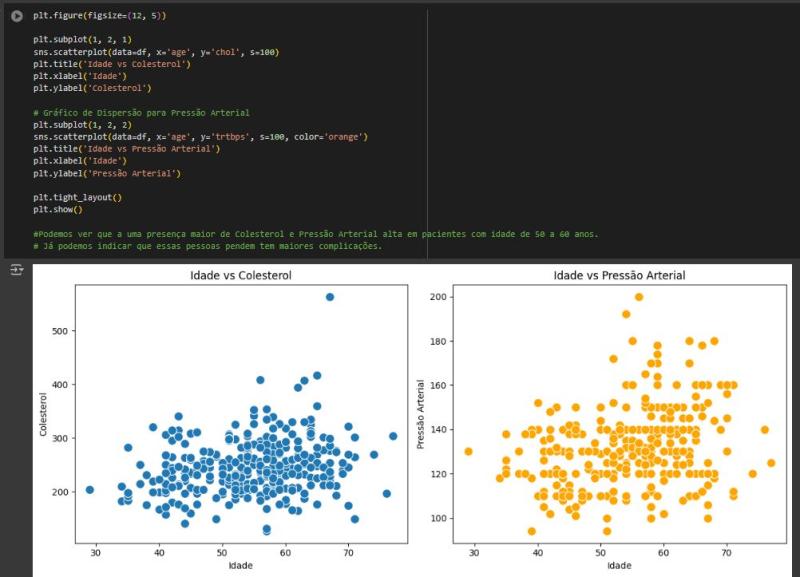 plt.figure(figsize=(12, 5))
plt.subplot(1, 2, 1)
sns.scatterplot(data=df, x='age', y='chol', s=100)
plt.title('Idade vs Colesterol')
plt.xlabel('Idade')
plt.ylabel('Colesterol')
# Gráfico de Dispersão para Pressão Arterial
plt.subplot(1, 2, 2)
sns.scatterplot(data=df, x='age', y='trtbps', s=100, color='orange')
plt.title('Idade vs Pressão Arterial')
plt.xlabel('Idade')
plt.ylabel('Pressão Arterial')
plt.tight_layout()
plt.show()
#Podemos ver que a uma presença maior de Colesterol e Pressão Arterial alta em pacientes com idade de 50 a 60 anos.
# Já podemos indicar que essas pessoas pendem tem maiores complicações.
Idade vs Colesterol
Colesterol
500
400
300
200
30 40 50 60 70
Idade
Idade vs Pressão Arterial
Pressão Arterial
200
180
160
140
120
100
30 40 50 60 70
Idade